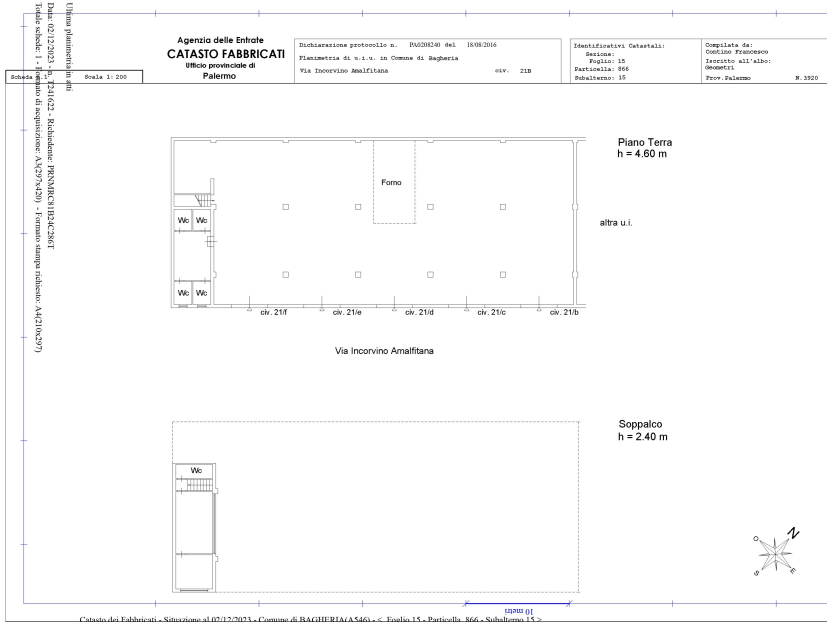 Ultima planimetria in atti
Data: 02/12/2023 - n. T241622 - Richiedente: PRNMRC81B24C286T
Totale schede: 1 - Formato di acquisizione: A3(297x420) - Formato stampa richiesto: A4(210x297)
Agenzia delle Entrate
CATASTO FABBRICATI
Ufficio provinciale di
Palermo
Scheda n. 1
Scala 1: 200
Dichiarazione protocollo n. PA0208240 del 18/08/2016
Planimetria di u.i.u. in Comune di Bagheria
Via Incorvino Amalfitana civ. 21B
Identificativi Catastali:
Sezione:
Foglio: 15
Particella: 866
Subalterno: 15
Compilata da:
Contino Francesco
Iscritto all'albo:
Geometri
Prov. Palermo N. 3920
Piano Terra
h = 4.60 m
Forno
altra u.i.
Wc Wc
Wc Wc
civ. 21/f civ. 21/e civ. 21/d civ. 21/c civ. 21/b
Via Incorvino Amalfitana
Soppalco
h = 2.40 m
Wc
N
O
S
E
10 metri
Catasto dei Fabbricati - Situazione al 02/12/2023 - Comune di BAGHERIA(A546) - < Foglio 15 - Particella 866 - Subalterno 15 >